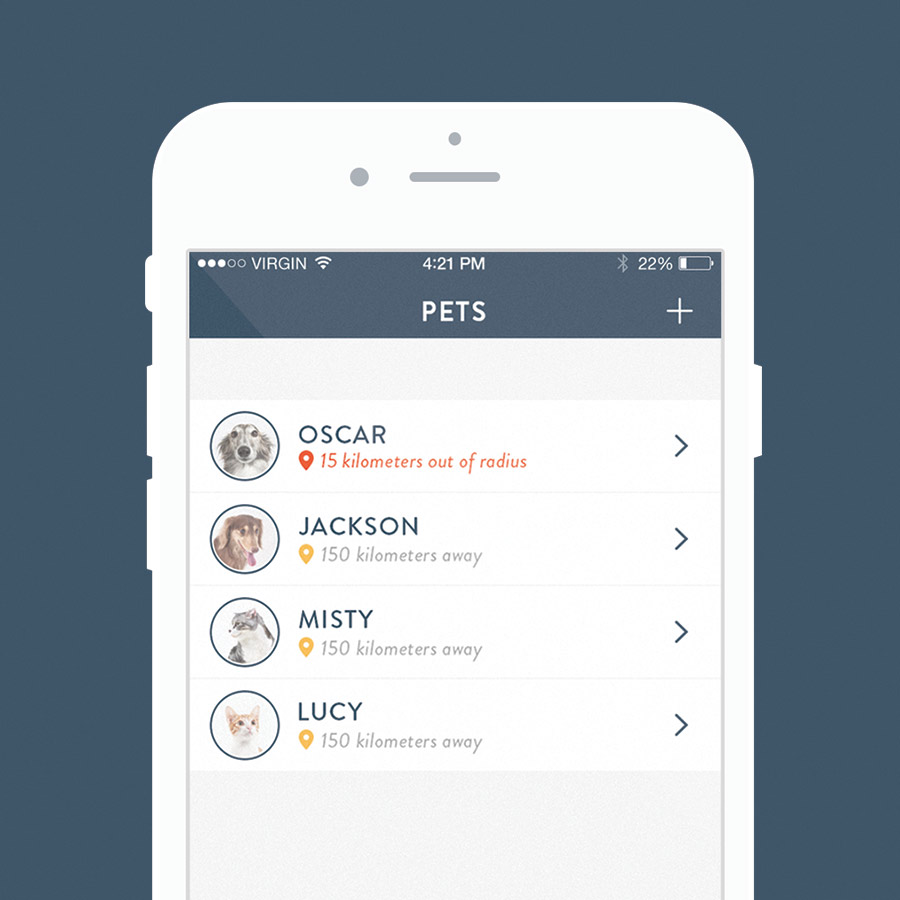 VIRGIN 4:21 PM 22%
PETS
OSCAR
15 kilometers out of radius
JACKSON
150 kilometers away
MISTY
150 kilometers away
LUCY
150 kilometers away